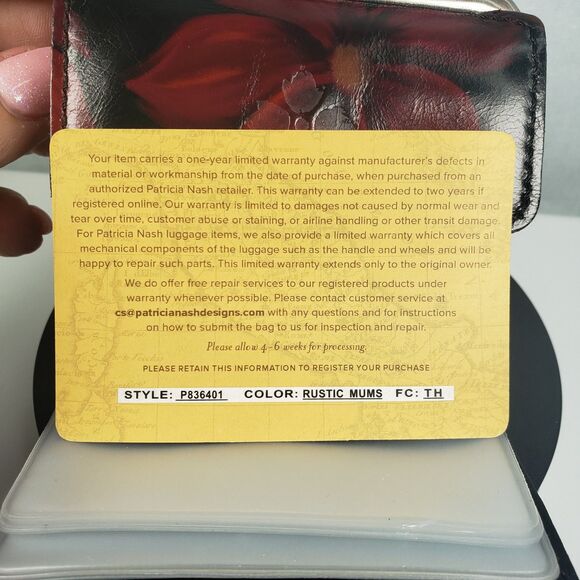 Your item carries a one-year limited warranty against manufacturer's defects in
material or workmanship from the date of purchase, when purchased from an
authorized Patricia Nash retailer. This warranty can be extended to two years if
registered online. Our warranty is limited to damages not caused by normal wear and
tear over time, customer abuse or staining, or airline handling or other transit damage.
For Patricia Nash luggage items, we also provide a limited warranty which covers all
mechanical components of the luggage such as the handle and wheels and will be
happy to repair such parts. This limited warranty extends only to the original owner.
We do offer free repair services to our registered products under
warranty whenever possible. Please contact customer service at
cs@patricianashdesigns.com with any questions and for instructions
on how to submit the bag to us for inspection and repair.
Please allow 4-6 weeks for processing.
PLEASE RETAIN THIS INFORMATION TO REGISTER YOUR PURCHASE
STYLE: P836401 COLOR: RUSTIC MUMS FC: TH